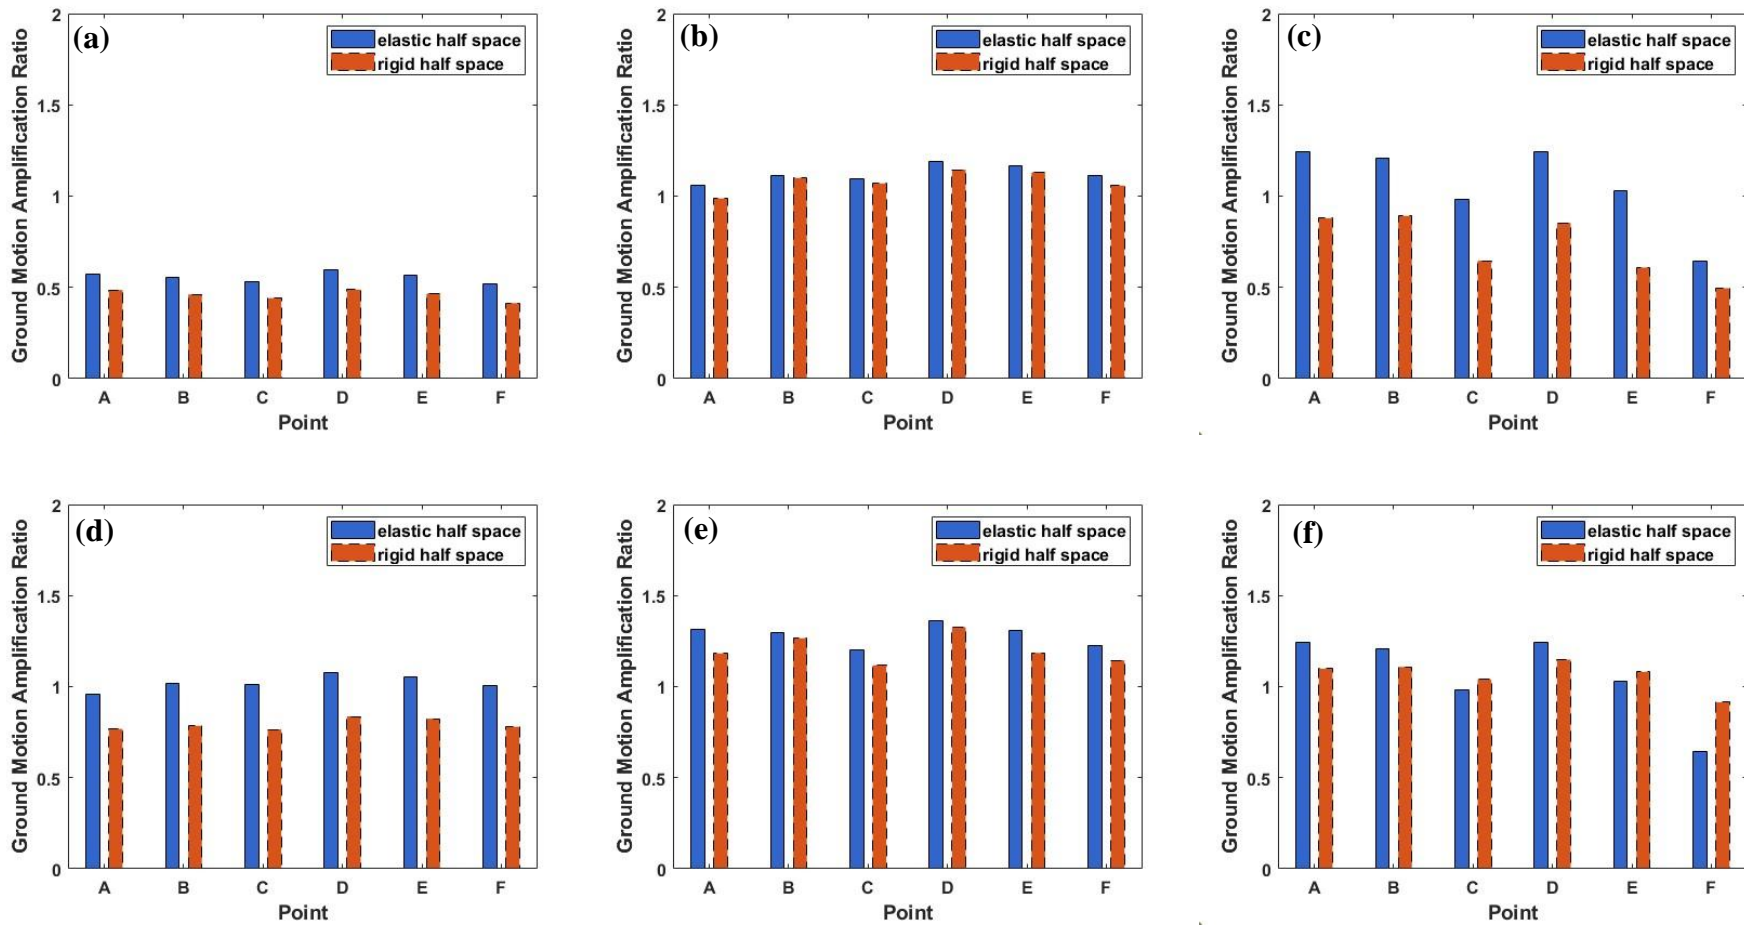 (a)
elastic half space
rigid half space
Ground Motion Amplification Ratio
2
1.5
1
0.5
0
A B C D E F
Point
(b)
elastic half space
rigid half space
Ground Motion Amplification Ratio
2
1.5
1
0.5
0
A B C D E F
Point
(c)
elastic half space
rigid half space
Ground Motion Amplification Ratio
2
1.5
1
0.5
0
A B C D E F
Point
(d)
elastic half space
rigid half space
Ground Motion Amplification Ratio
2
1.5
1
0.5
0
A B C D E F
Point
(e)
elastic half space
rigid half space
Ground Motion Amplification Ratio
2
1.5
1
0.5
0
A B C D E F
Point
(f)
elastic half space
rigid half space
Ground Motion Amplification Ratio
2
1.5
1
0.5
0
A B C D E F
Point